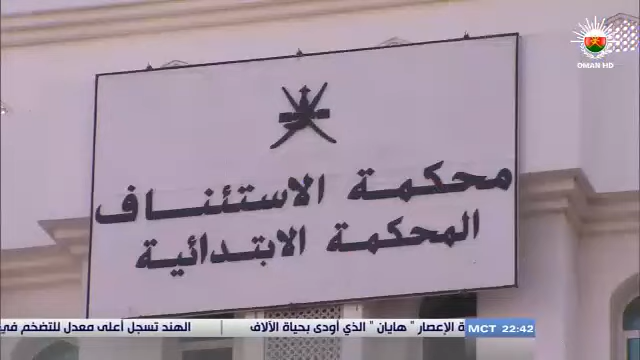 OMAN HD
محكمة الاستئناف
المحكمة الابتدائية
الإعصار " هايان " الذي أودى بحياة الآلاف | الهند تسجل أعلى معدل للتضخم في
MCT 22:42